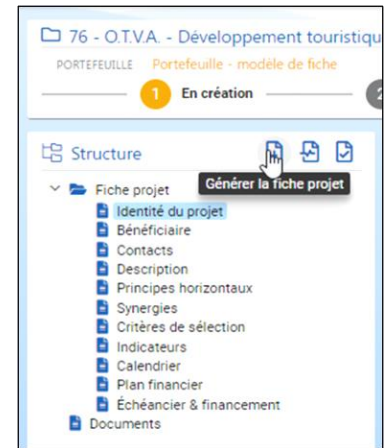 76 - O.T.V.A. - Développement touristiqu
PORTEFEUILLE Portefeuille - modèle de fiche
1 En création 2
Structure
Générer la fiche projet
Fiche projet
Identité du projet
Bénéficiaire
Contacts
Description
Principes horizontaux
Synergies
Critères de sélection
Indicateurs
Calendrier
Plan financier
Échéancier & financement
Documents